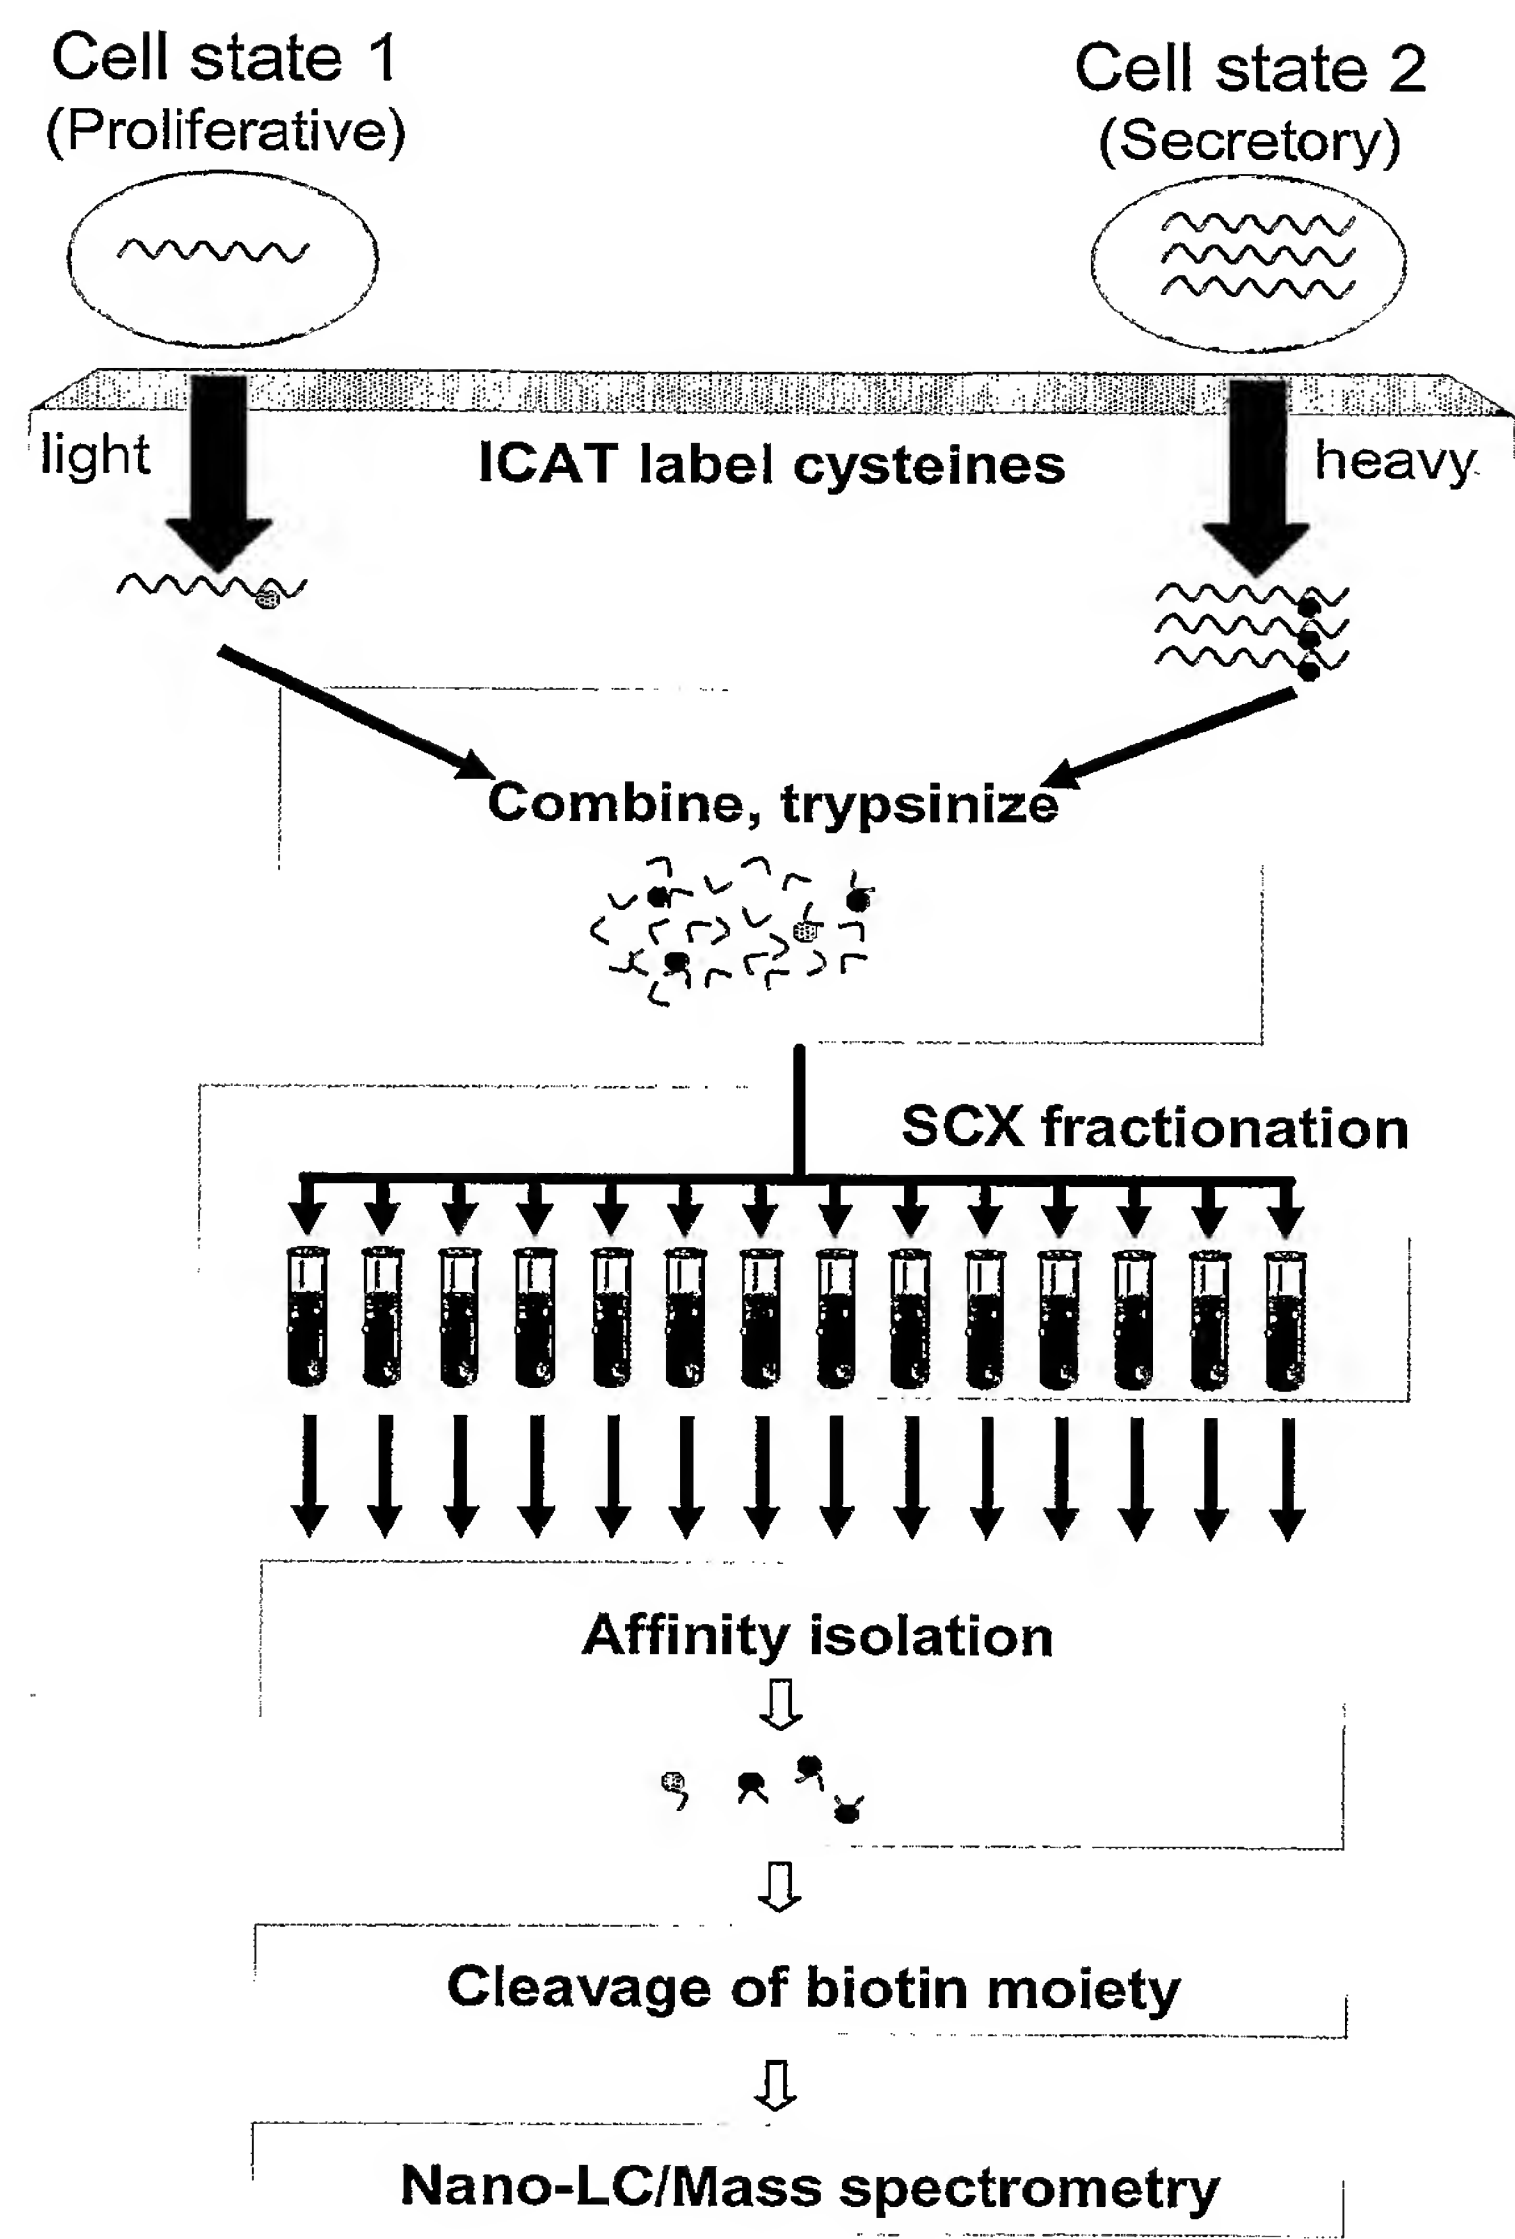 Cell state 1
(Proliferative)
Cell state 2
(Secretory)
light
ICAT label cysteines
heavy
Combine, trypsinize
SCX fractionation
Affinity isolation
Cleavage of biotin moiety
Nano-LC/Mass spectrometry